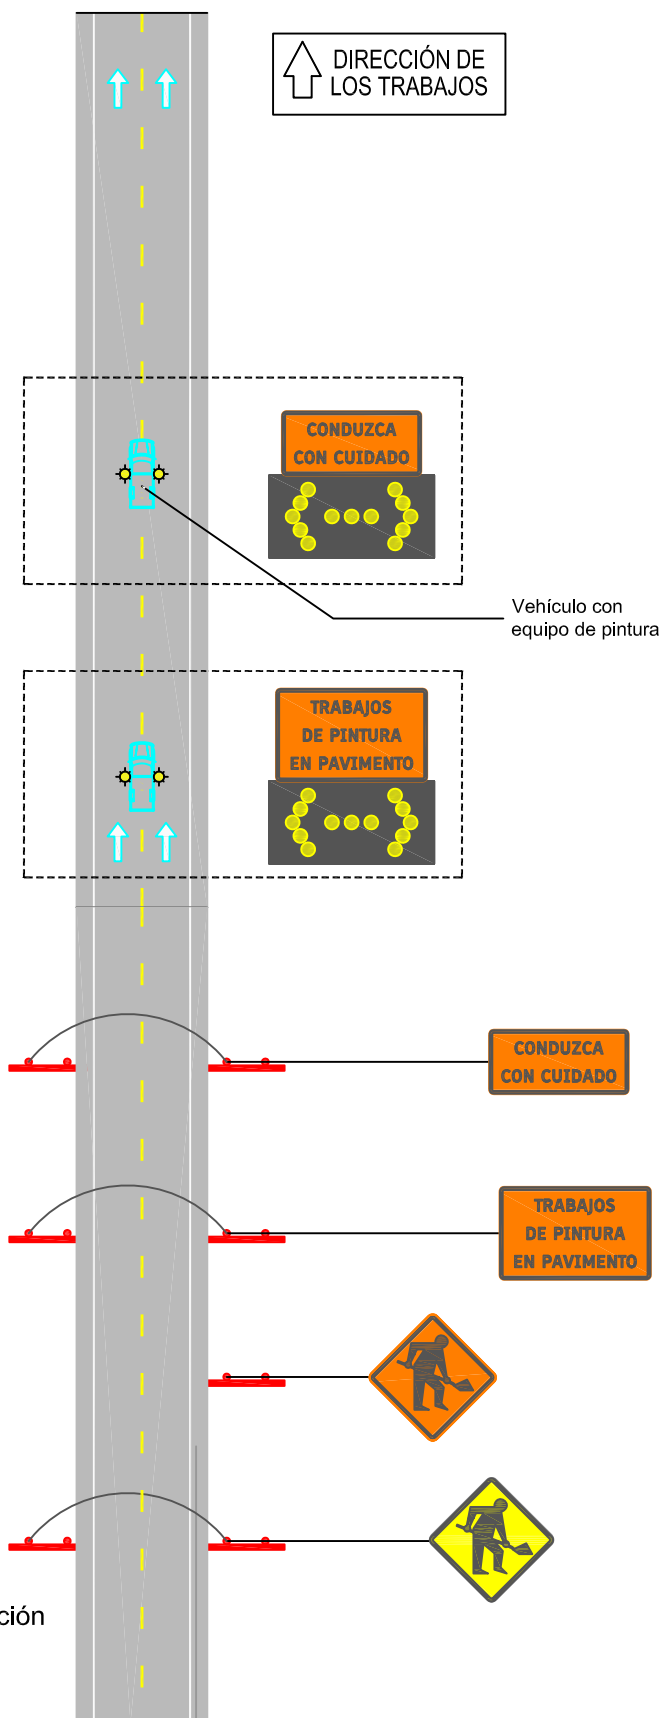 DIRECCIÓN DE
LOS TRABAJOS
CONDUZCA
CON CUIDADO
Vehículo con
equipo de pintura
TRABAJOS
DE PINTURA
EN PAVIMENTO
CONDUZCA
CON CUIDADO
TRABAJOS
DE PINTURA
EN PAVIMENTO
ción